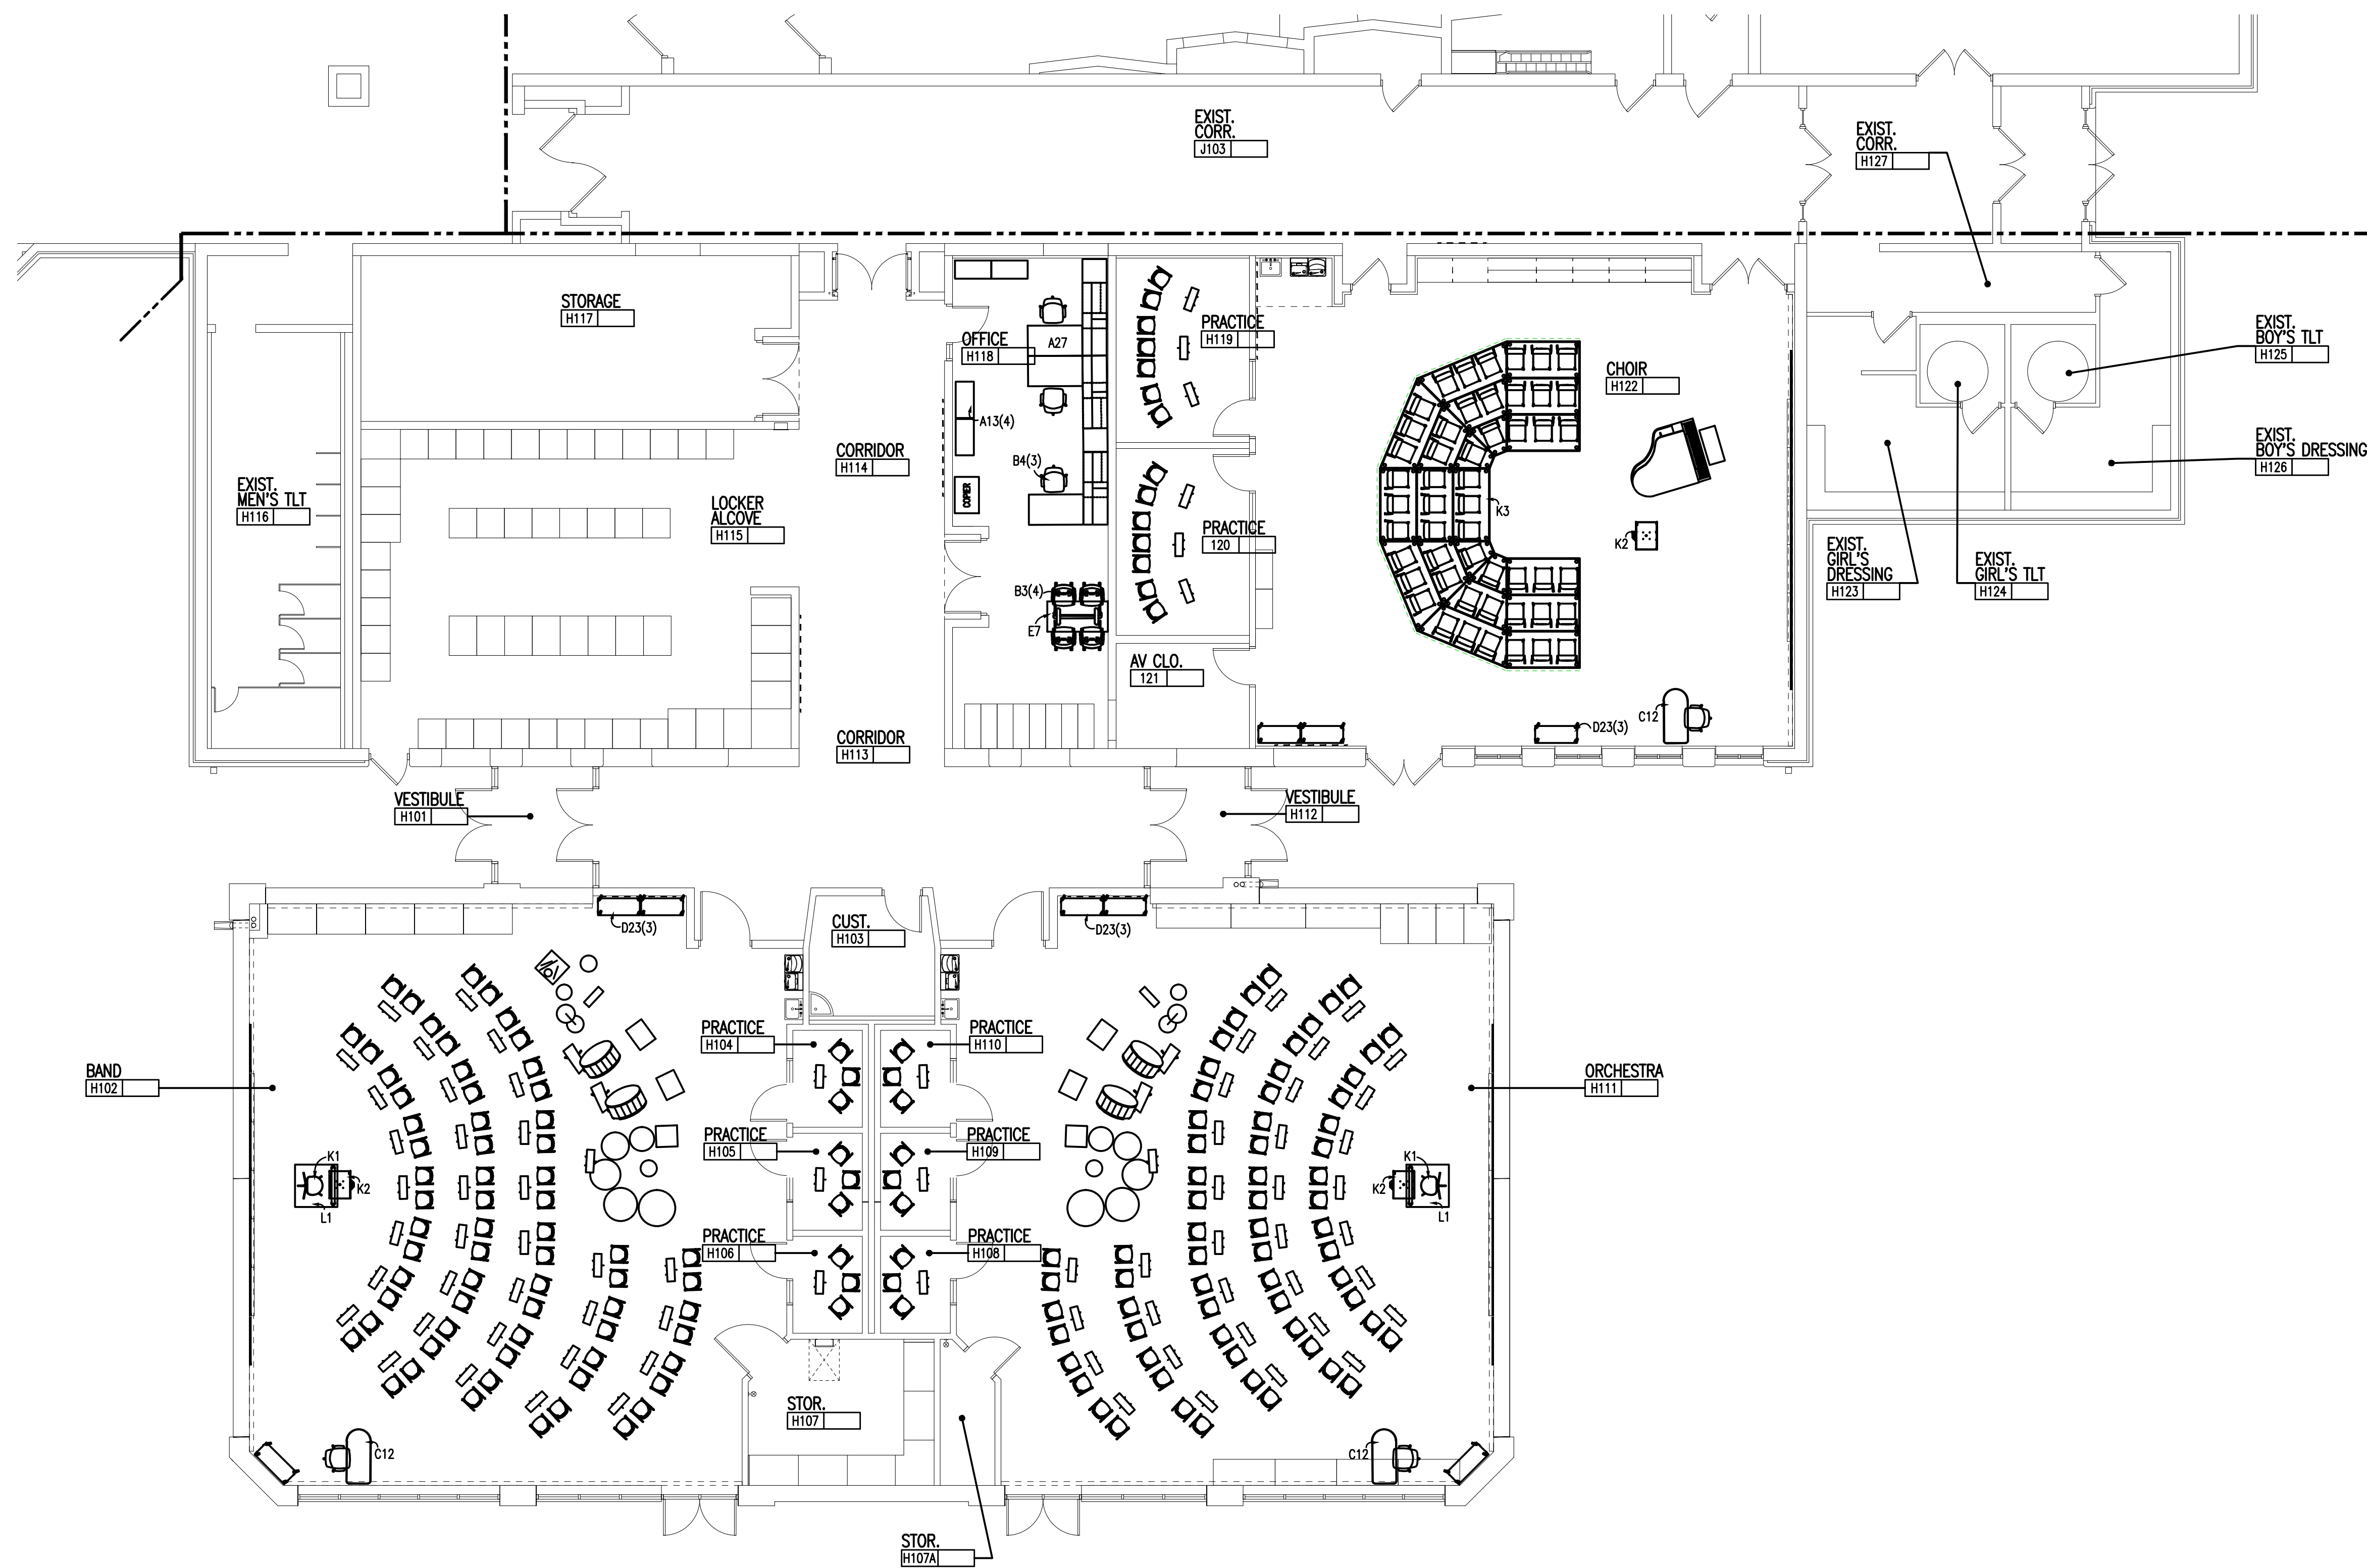 EXIST.
CORR.
J103
EXIST.
CORR.
H127
STORAGE
H117
OFFICE
H118
A27
PRACTICE
H119
CHOIR
H122
EXIST.
BOY'S TLT
H125
A13(4)
CORRIDOR
H114
B4(3)
COPIER
EXIST.
MEN'S TLT
H116
LOCKER
ALCOVE
H115
PRACTICE
120
K3
K2
EXIST.
BOY'S DRESSING
H126
EXIST.
GIRL'S
DRESSING
H123
EXIST.
GIRL'S TLT
H124
B3(4)
E7
AV CLO.
121
C12
D23(3)
CORRIDOR
H113
VESTIBULE
H101
VESTIBULE
H112
D23(3)
CUST.
H103
D23(3)
PRACTICE
H104
PRACTICE
H110
BAND
H102
ORCHESTRA
H111
PRACTICE
H105
PRACTICE
H109
K1
K2
L1
K1
K2
L1
PRACTICE
H106
PRACTICE
H108
STOR.
H107
C12
C12
STOR.
H107A